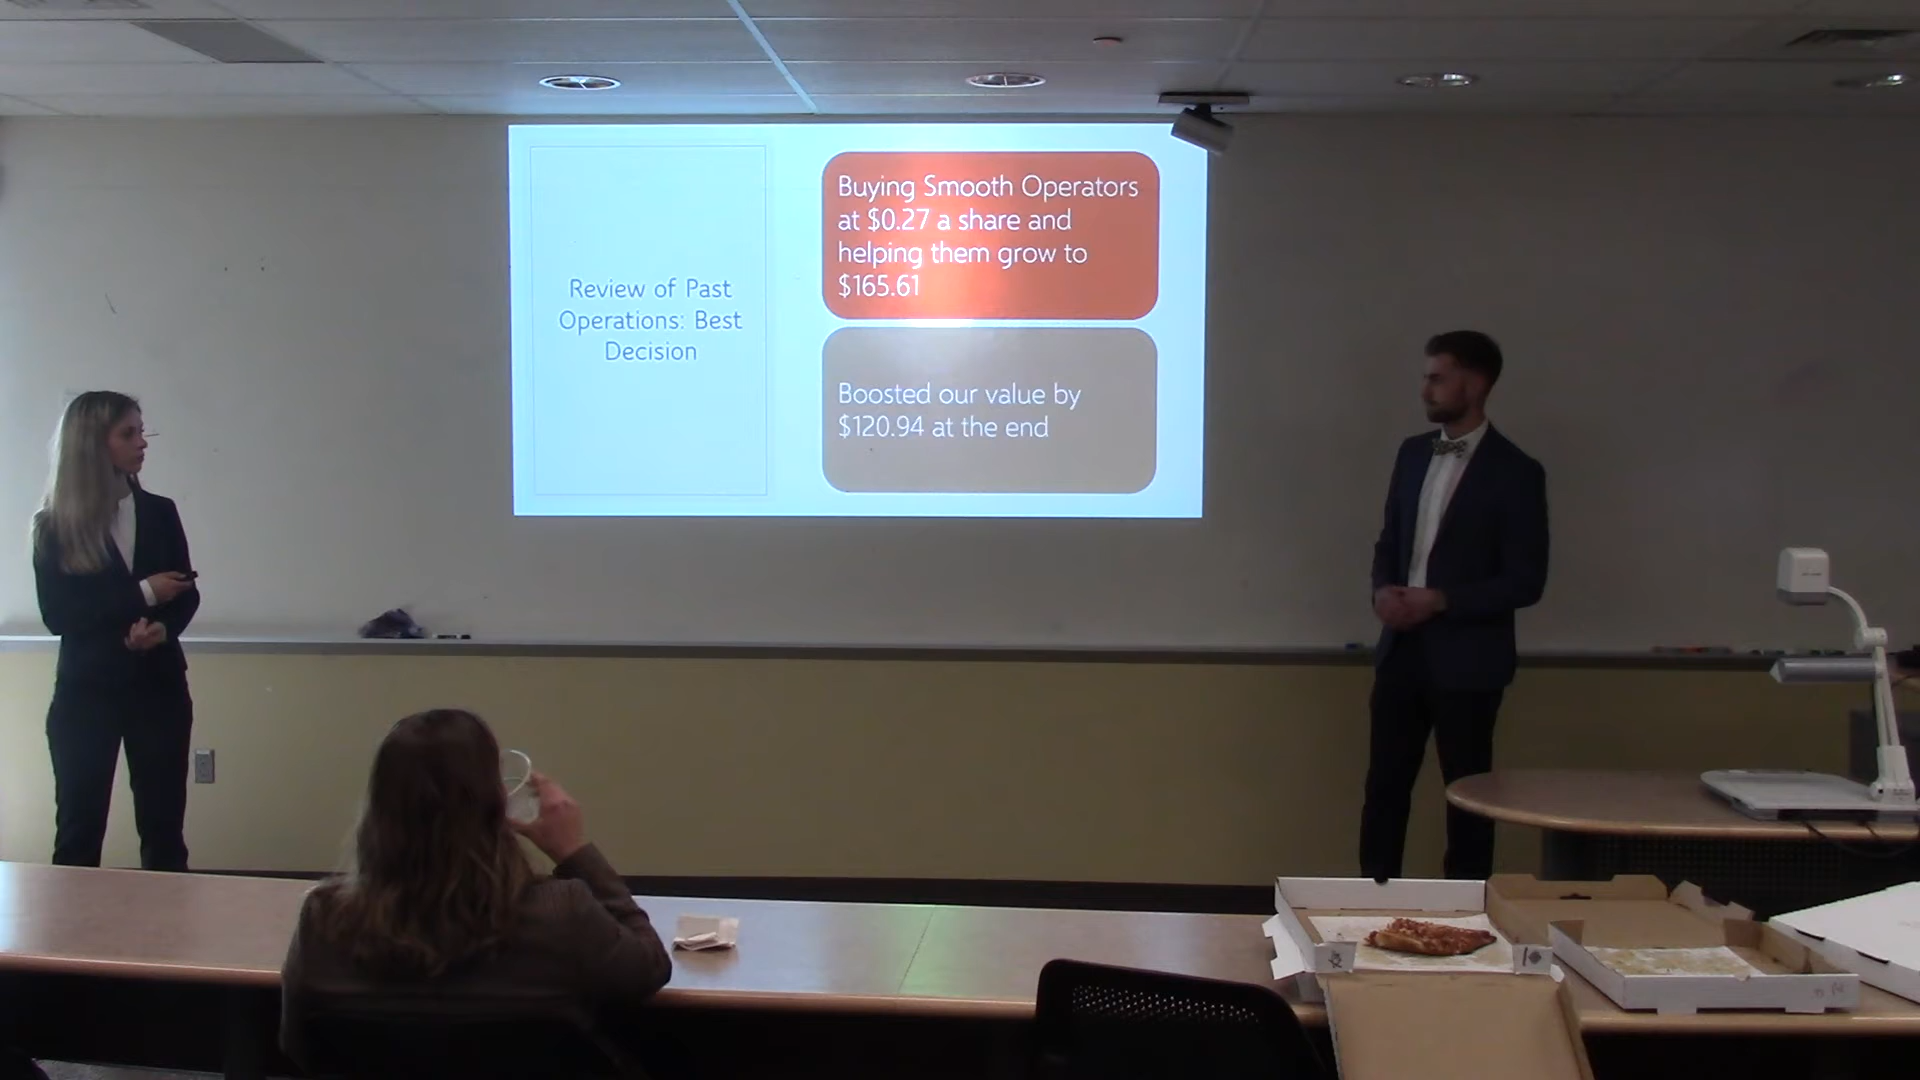 Review of Past
Operations: Best
Decision
Buying Smooth Operators
at $0.27 a share and
helping them grow to
$165.61
Boosted our value by
$120.94 at the end